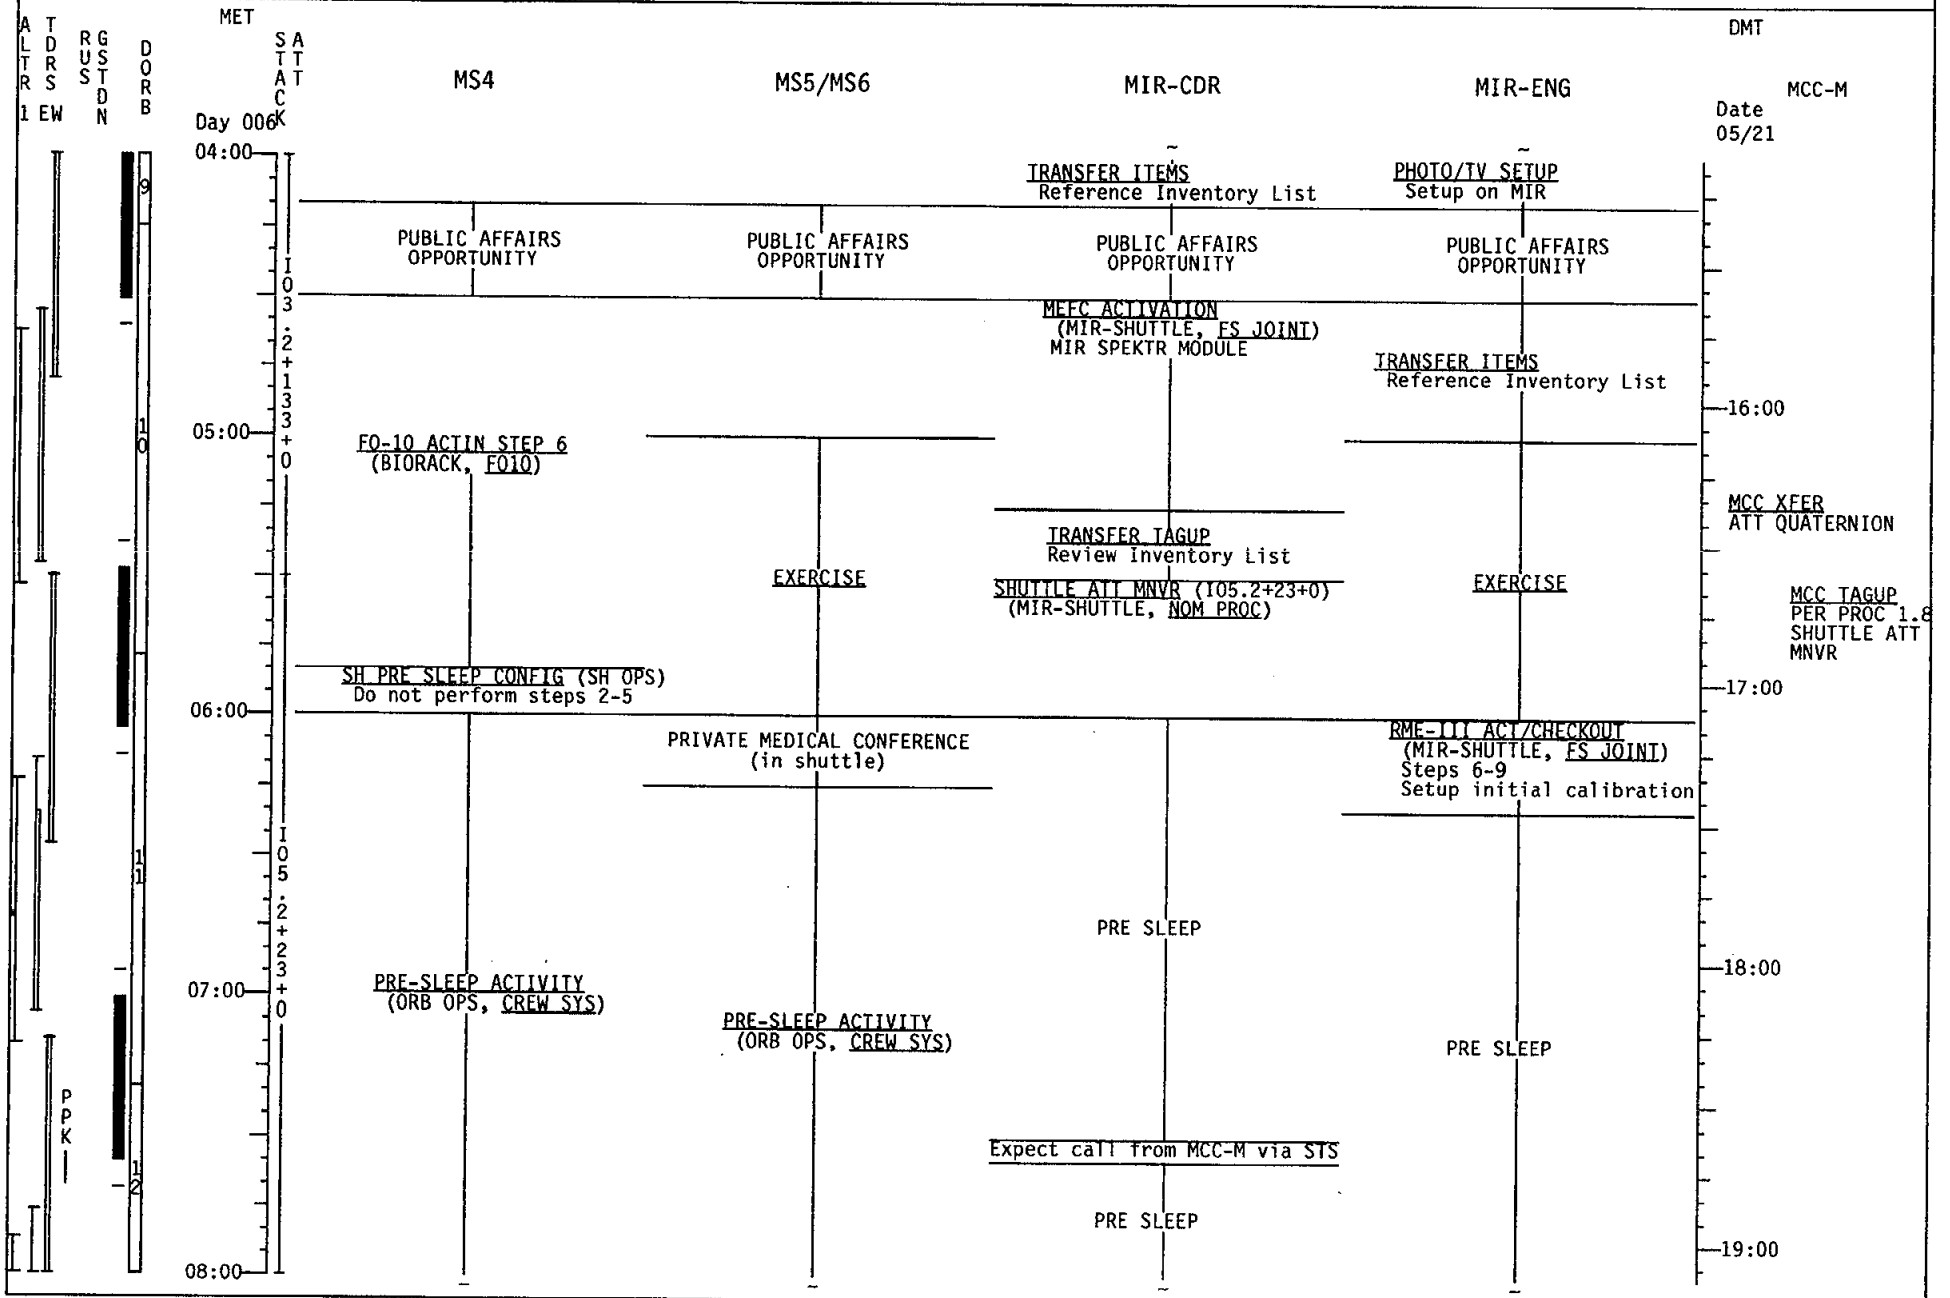 MET
DMT
ALTR 1
TDRS EW
RUS
GSTDN
DORB
STACK
ATT
MS4
MS5/MS6
MIR-CDR
MIR-ENG
MCC-M
Day 006
Date
05/21
04:00
9
TRANSFER ITEMS
Reference Inventory List
PHOTO/TV SETUP
Setup on MIR
PUBLIC AFFAIRS
OPPORTUNITY
PUBLIC AFFAIRS
OPPORTUNITY
PUBLIC AFFAIRS
OPPORTUNITY
PUBLIC AFFAIRS
OPPORTUNITY
I03.2+133+0
MEFC ACTIVATION
(MIR-SHUTTLE, FS JOINT)
MIR SPEKTR MODULE
TRANSFER ITEMS
Reference Inventory List
16:00
10
05:00
FO-10 ACTIN STEP 6
(BIORACK, FO10)
MCC XFER
ATT QUATERNION
TRANSFER TAGUP
Review Inventory List
EXERCISE
EXERCISE
SHUTTLE ATT MNVR (I05.2+23+0)
(MIR-SHUTTLE, NOM PROC)
MCC TAGUP
PER PROC 1.8
SHUTTLE ATT
MNVR
SH PRE SLEEP CONFIG (SH OPS)
Do not perform steps 2-5
17:00
06:00
PRIVATE MEDICAL CONFERENCE
(in shuttle)
RME-III ACT/CHECKOUT
(MIR-SHUTTLE, FS JOINT)
Steps 6-9
Setup initial calibration
11
I05.2+23+0
PRE SLEEP
18:00
07:00
PRE-SLEEP ACTIVITY
(ORB OPS, CREW SYS)
PRE-SLEEP ACTIVITY
(ORB OPS, CREW SYS)
PRE SLEEP
PPK
12
Expect call from MCC-M via STS
PRE SLEEP
19:00
08:00